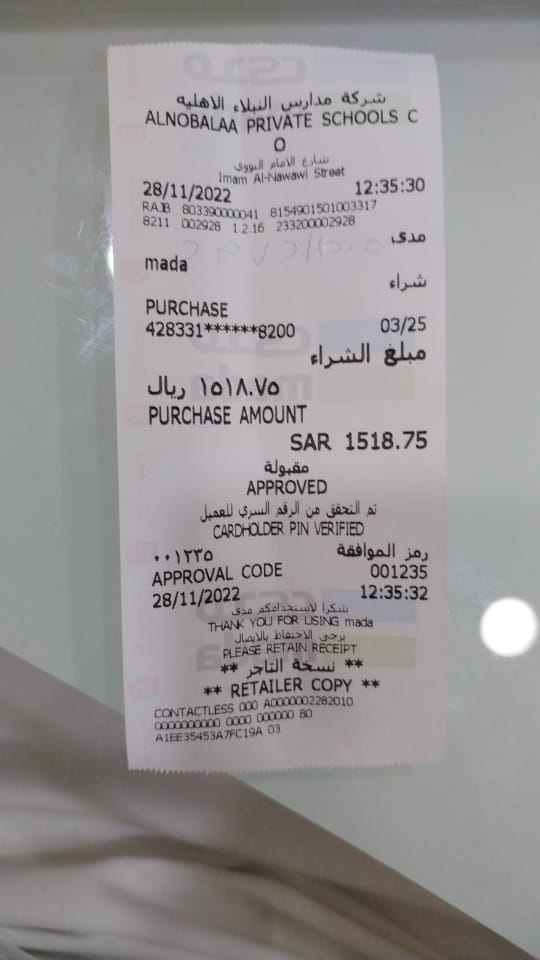 شركة مدارس النبلاء الاهليه
ALNOBALAA PRIVATE SCHOOLS C
O
شارع الامام النووي
Imam Al-Nawawi Street
28/11/2022 12:35:30
RAJB 803390000041 8154901501003317
8211 002928 1.2.16 233200002928
مدى
mada
شراء
PURCHASE
428331******8200 03/25
مبلغ الشراء
١٥١٨.٧٥ ريال
PURCHASE AMOUNT
SAR 1518.75
مقبولة
APPROVED
تم التحقق من الرقم السري للعميل
CARDHOLDER PIN VERIFIED
رمز الموافقة ٠٠١٢٣٥
APPROVAL CODE 001235
28/11/2022 12:35:32
شكرا لاستخدامكم مدى
THANK YOU FOR USING mada
يرجى الاحتفاظ بالايصال
PLEASE RETAIN RECEIPT
** نسخة التاجر **
** RETAILER COPY **
CONTACTLESS 000 A0000002282010
0000000000 0000 000000 80
A1EE35453A7FC19A 03